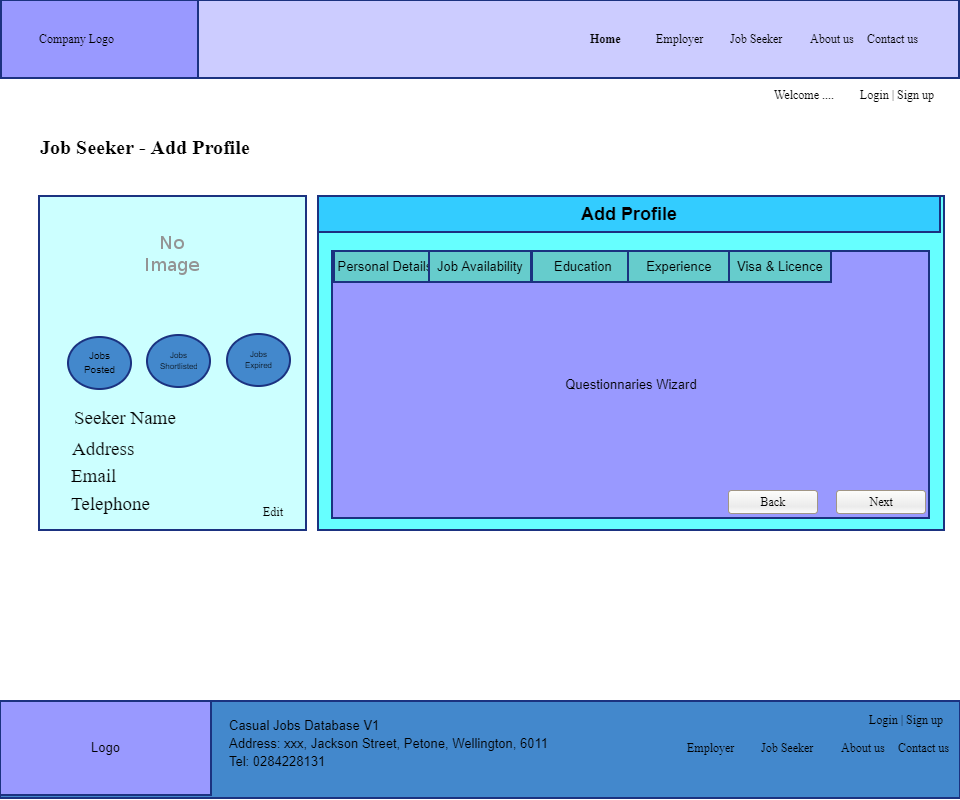 Company Logo
Home Employer Job Seeker About us Contact us
Welcome .... Login | Sign up
Job Seeker - Add Profile
No
Image
Jobs
Posted
Jobs
Shortlisted
Jobs
Expired
Seeker Name
Address
Email
Telephone
Edit
Add Profile
Personal Details Job Availability Education Experience Visa & Licence
Questionnaries Wizard
Back Next
Logo
Casual Jobs Database V1
Address: xxx, Jackson Street, Petone, Wellington, 6011
Tel: 0284228131
Login | Sign up
Employer Job Seeker About us Contact us